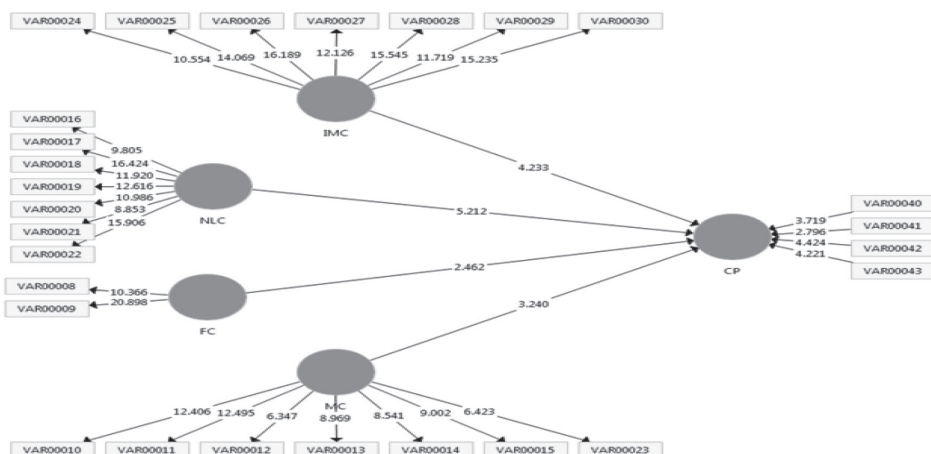 VAR00024 VAR00025 VAR00026 VAR00027 VAR00028 VAR00029 VAR00030
10.554 14.069 16.189 12.126 15.545 11.719 15.235
IMC
VAR00016
VAR00017
VAR00018
VAR00019
VAR00020
VAR00021
VAR00022
9.805
16.424
11.920
12.616
10.986
8.853
15.906
NLC
4.233
5.212
2.462
3.240
VAR00008
VAR00009
10.366
20.898
FC
VAR00040
VAR00041
VAR00042
VAR00043
3.719
2.796
4.424
4.221
CP
MC
12.406 12.495 6.347 8.969 8.541 9.002 6.423
VAR00010 VAR00011 VAR00012 VAR00013 VAR00014 VAR00015 VAR00023